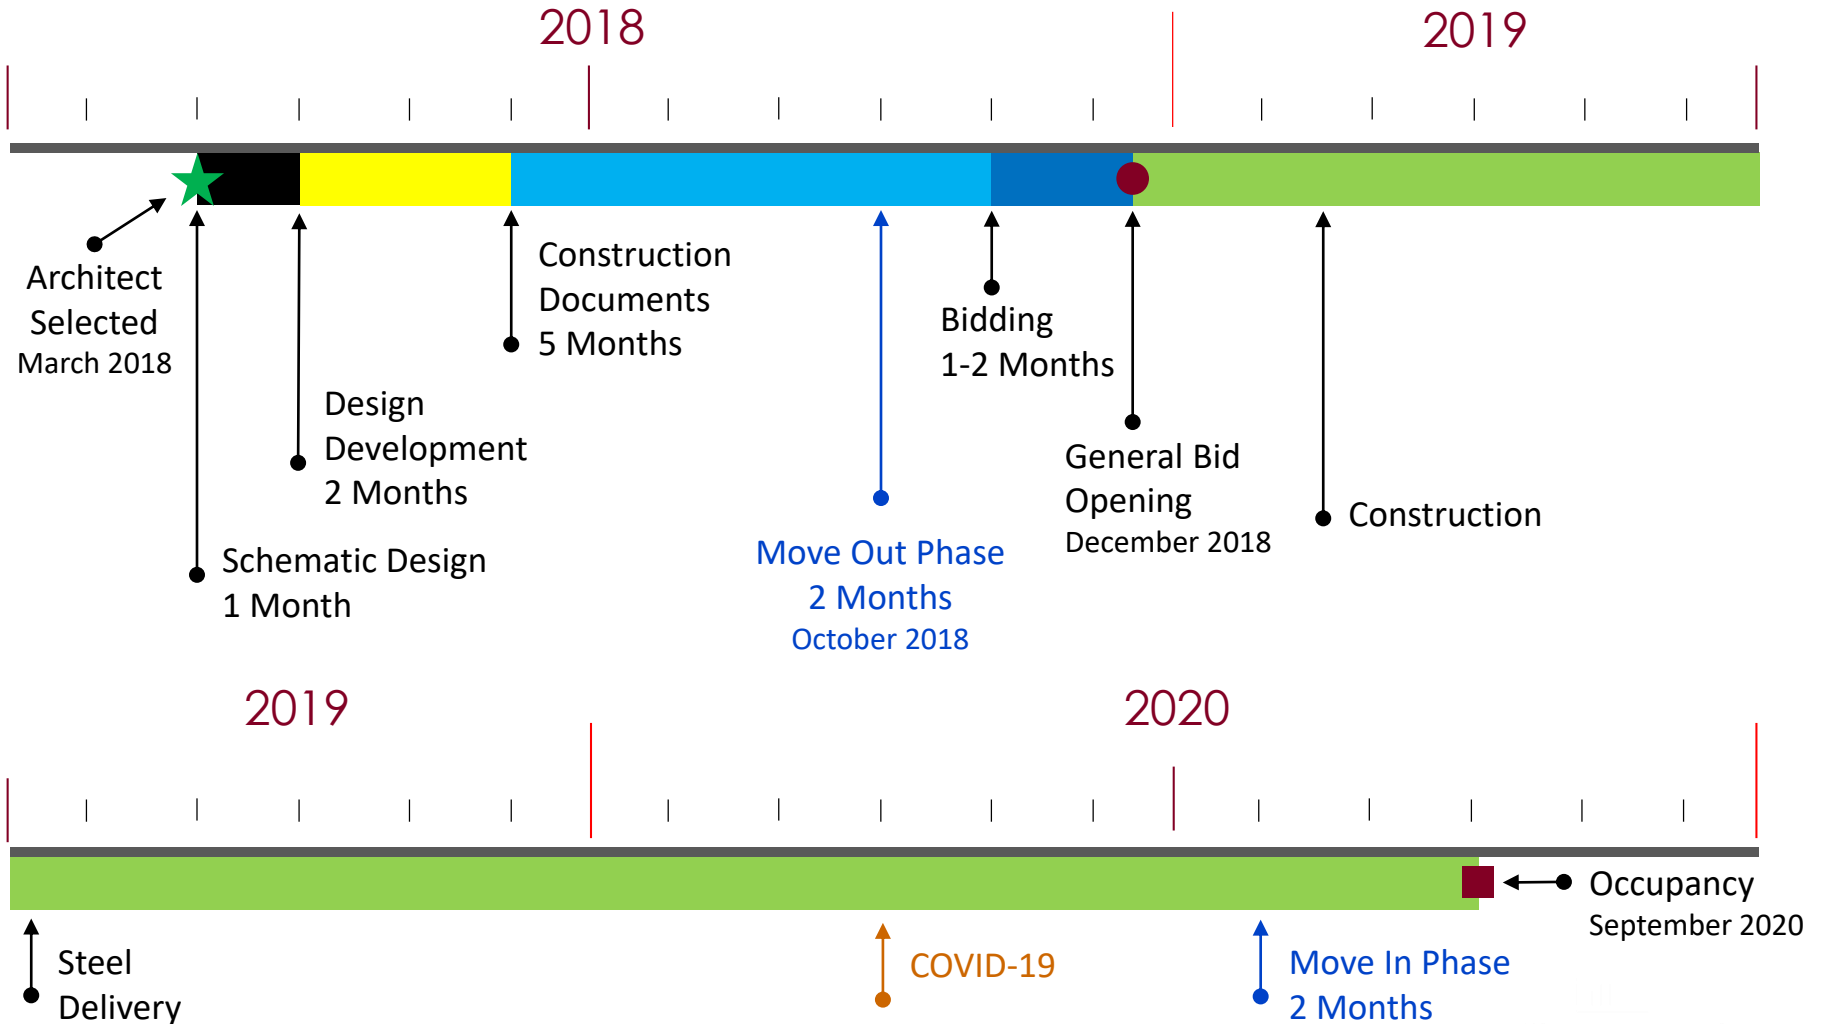 2018
2019
Architect
Selected
March 2018
Schematic Design
1 Month
Design
Development
2 Months
Construction
Documents
5 Months
Move Out Phase
2 Months
October 2018
Bidding
1-2 Months
General Bid
Opening
December 2018
Construction
2019
2020
Steel
Delivery
COVID-19
Move In Phase
2 Months
Occupancy
September 2020